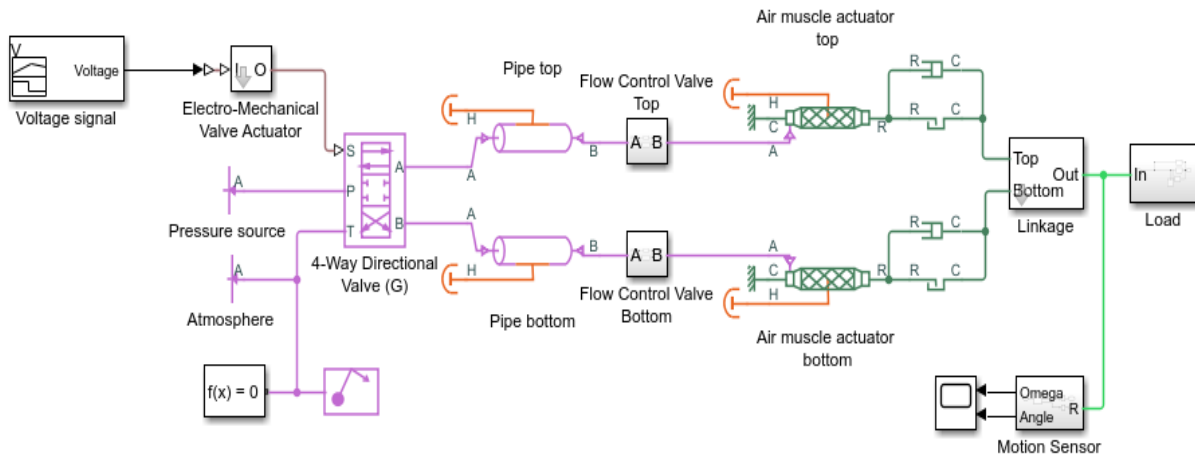 Air muscle actuator
top
V
Voltage
Voltage signal
I O
Electro-Mechanical
Valve Actuator
Pipe top
H
A
B
Flow Control Valve
Top
A B
H
C
A
R
R C
R C
S
P
T
A
B
4-Way Directional
Valve (G)
A
Pressure source
A
Atmosphere
f(x) = 0
A
B
H
Pipe bottom
A B
Flow Control Valve
Bottom
A
C
H
R
Air muscle actuator
bottom
R C
R C
Top
Bottom
Out
Linkage
In
Load
Omega
Angle
R
Motion Sensor